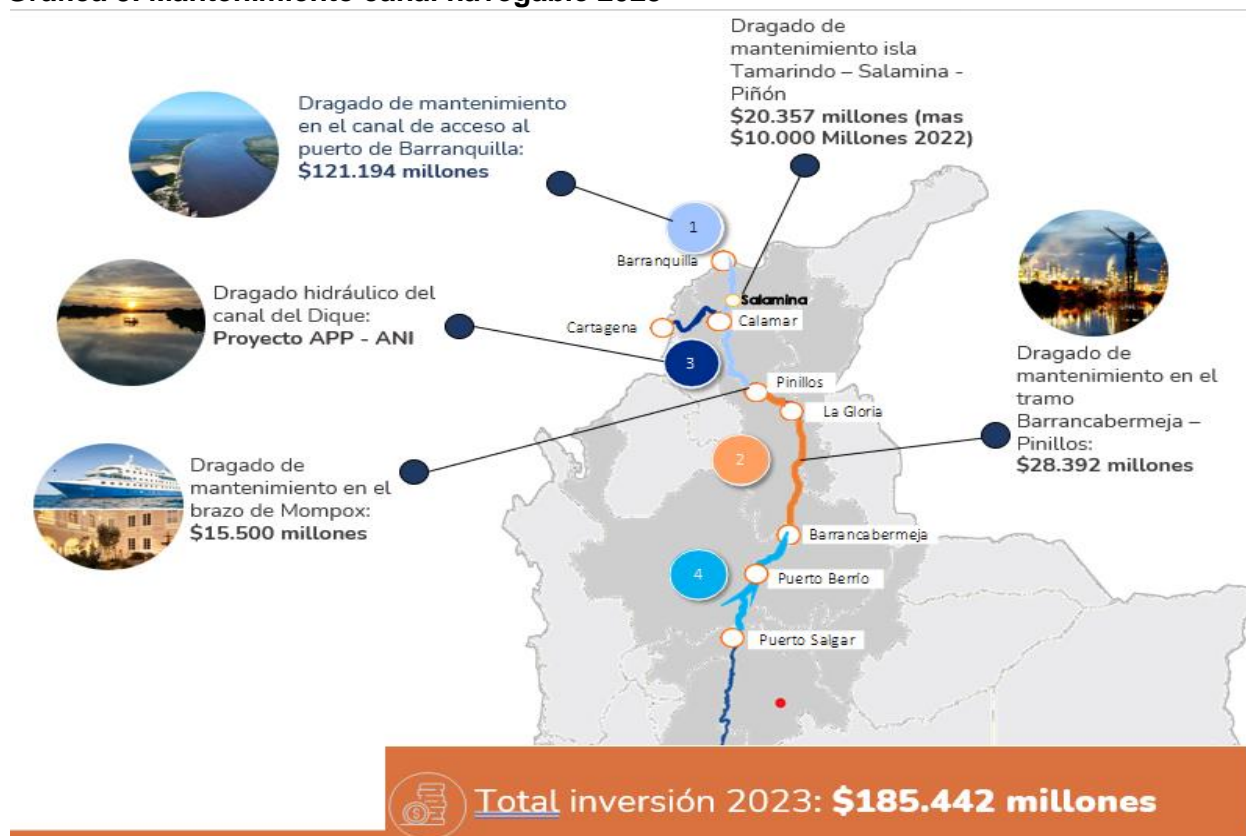 Dragado de
mantenimiento isla
Tamarindo – Salamina -
Piñón
$20.357 millones (mas
$10.000 Millones 2022)
Dragado de mantenimiento
en el canal de acceso al
puerto de Barranquilla:
$121.194 millones
1
Barranquilla
Salamina
Dragado hidráulico del
canal del Dique:
Proyecto APP - ANI
Cartagena
Calamar
3
Pinillos
La Gloria
Dragado de
mantenimiento en el
tramo
Barrancabermeja –
Pinillos:
$28.392 millones
2
Dragado de
mantenimiento en el
brazo de Mompox:
$15.500 millones
Barrancabermeja
4
Puerto Berrío
Puerto Salgar
Total inversión 2023: $185.442 millones